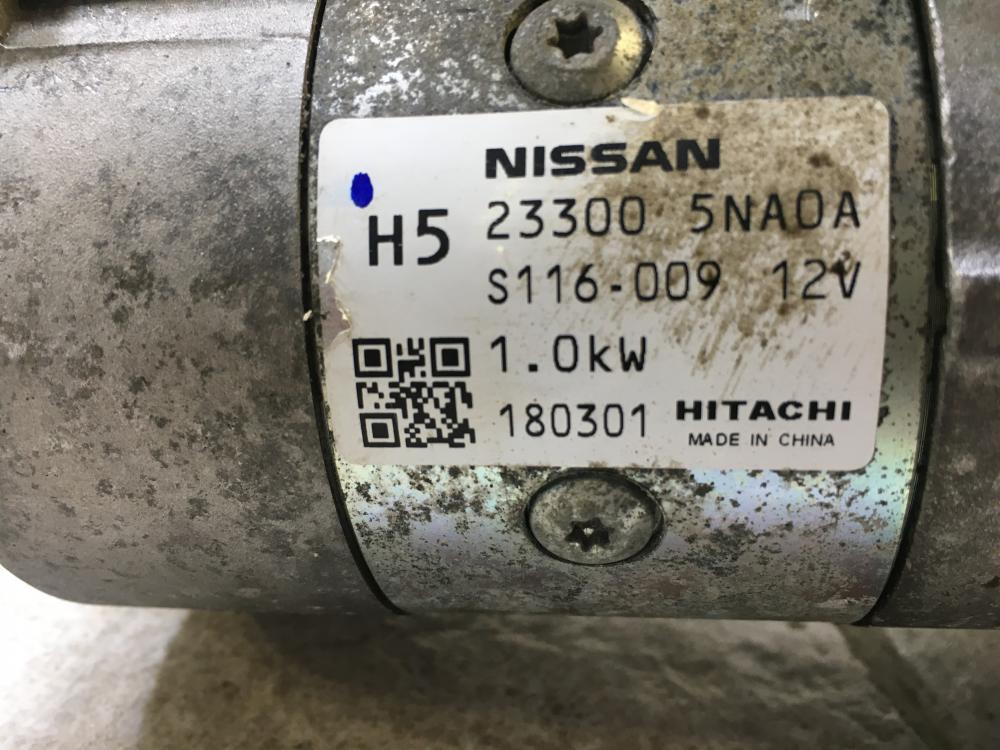 NISSAN
H5
23300 5NA0A
S116-009 12V
1.0kW
180301 HITACHI
MADE IN CHINA